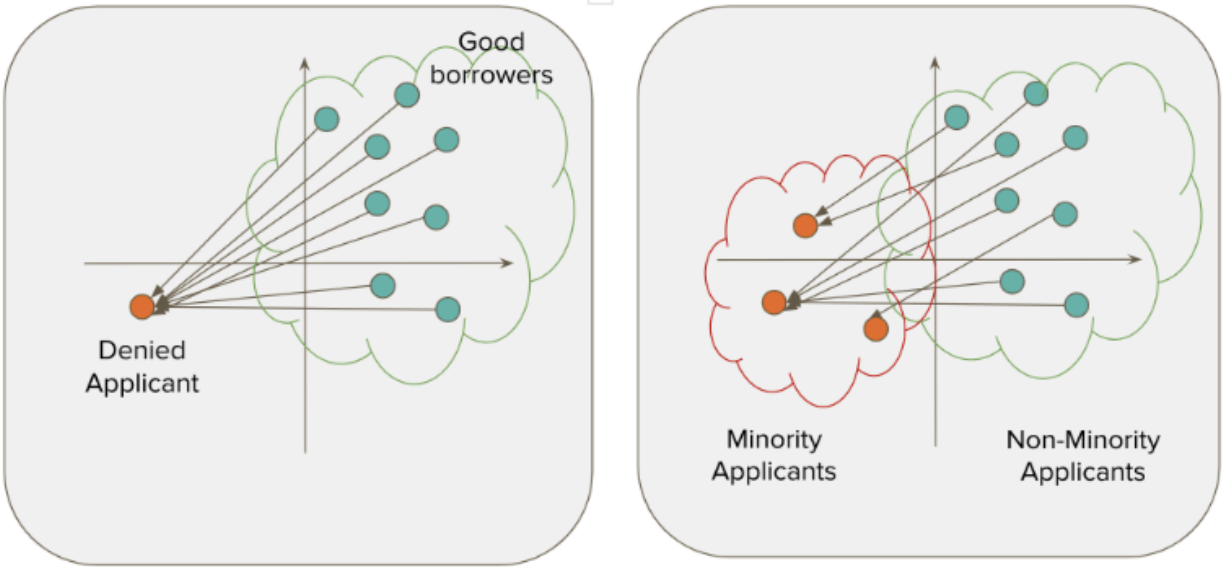 Good
borrowers
Denied
Applicant
Minority
Applicants
Non-Minority
Applicants